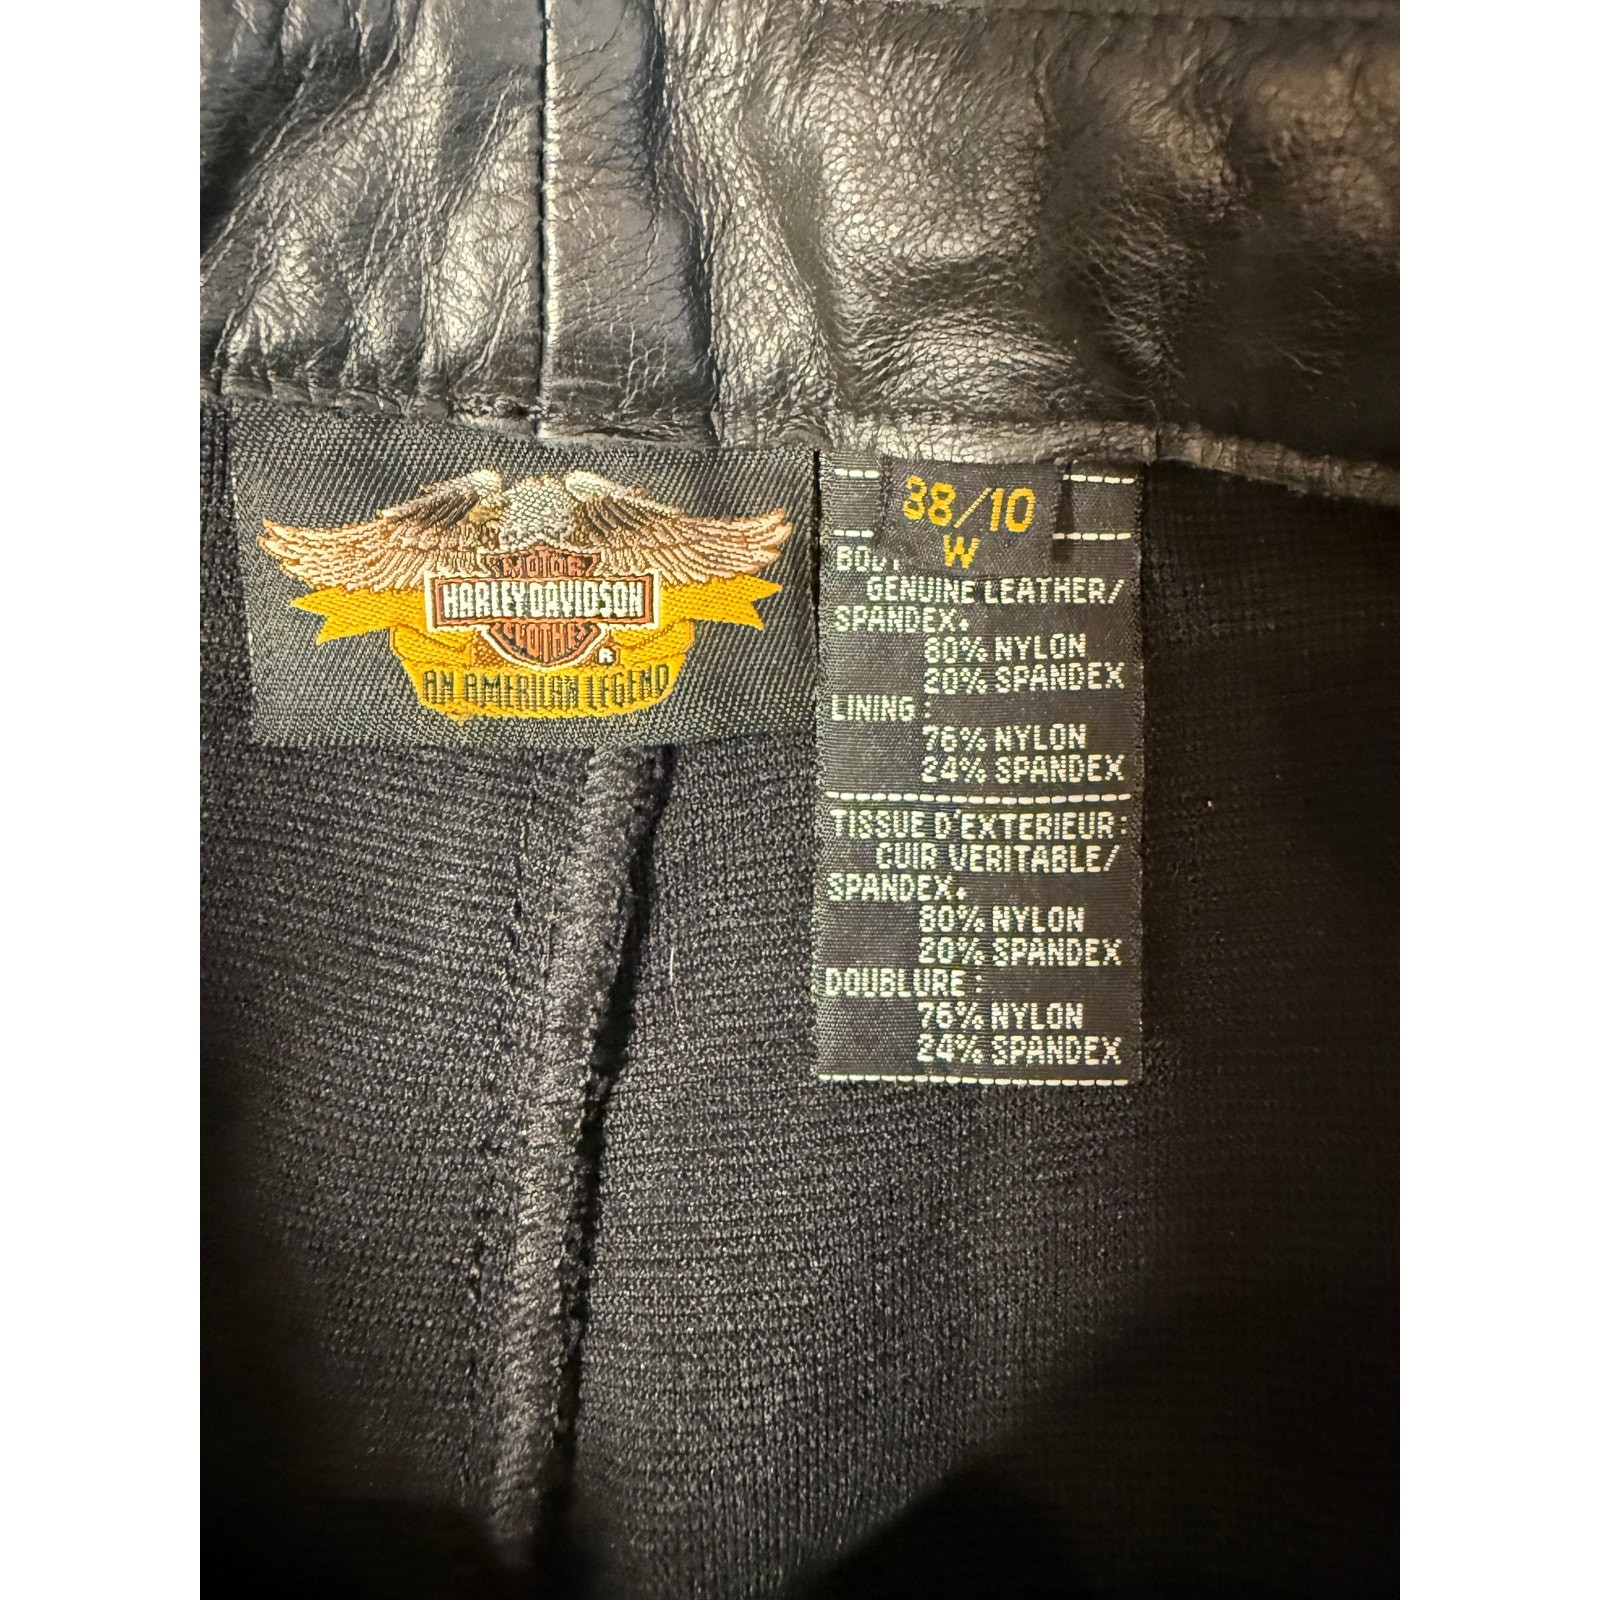 MOTOR
HARLEY-DAVIDSON
CLOTHES
®
AN AMERICAN LEGEND
38/10
W
GENUINE LEATHER/
SPANDEX.
80% NYLON
20% SPANDEX
LINING:
76% NYLON
24% SPANDEX
TISSUE D'EXTERIEUR:
CUIR VERITABLE/
SPANDEX.
80% NYLON
20% SPANDEX
DOUBLURE:
76% NYLON
24% SPANDEX